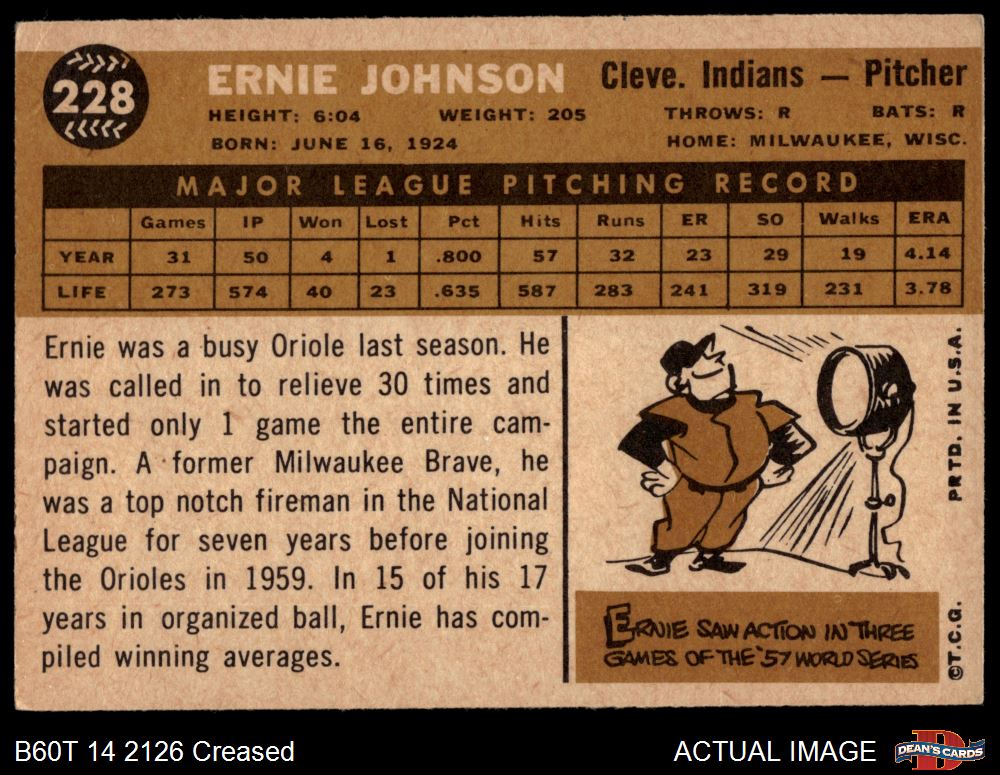 228
ERNIE JOHNSON Cleve. Indians — Pitcher
HEIGHT: 6:04 WEIGHT: 205 THROWS: R BATS: R
BORN: JUNE 16, 1924 HOME: MILWAUKEE, WISC.
MAJOR LEAGUE PITCHING RECORD
Games IP Won Lost Pct Hits Runs ER SO Walks ERA
YEAR 31 50 4 1 .800 57 32 23 29 19 4.14
LIFE 273 574 40 23 .635 587 283 241 319 231 3.78
Ernie was a busy Oriole last season. He
was called in to relieve 30 times and
started only 1 game the entire cam-
paign. A former Milwaukee Brave, he
was a top notch fireman in the National
League for seven years before joining
the Orioles in 1959. In 15 of his 17
years in organized ball, Ernie has com-
piled winning averages.
ERNIE SAW ACTION IN THREE
GAMES OF THE '57 WORLD SERIES
©T.C.G. PRTD. IN U.S.A.
B60T 14 2126 Creased ACTUAL IMAGE
D
DEAN'S CARDS